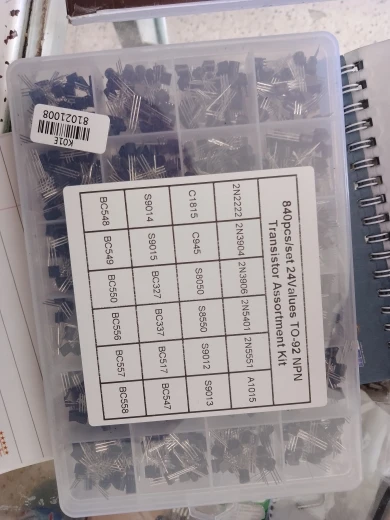 840pcs/set 24Values TO-92 NPN
Transistor Assortment Kit
2N2222 2N3904 2N3906 2N5401 2N5551 A1015
C1815 C945 S8050 S8550 S9012 S9013
S9014 S9015 BC327 BC337 BC517 BC547
BC548 BC549 BC550 BC556 BC557 BC558
K01E
81021008